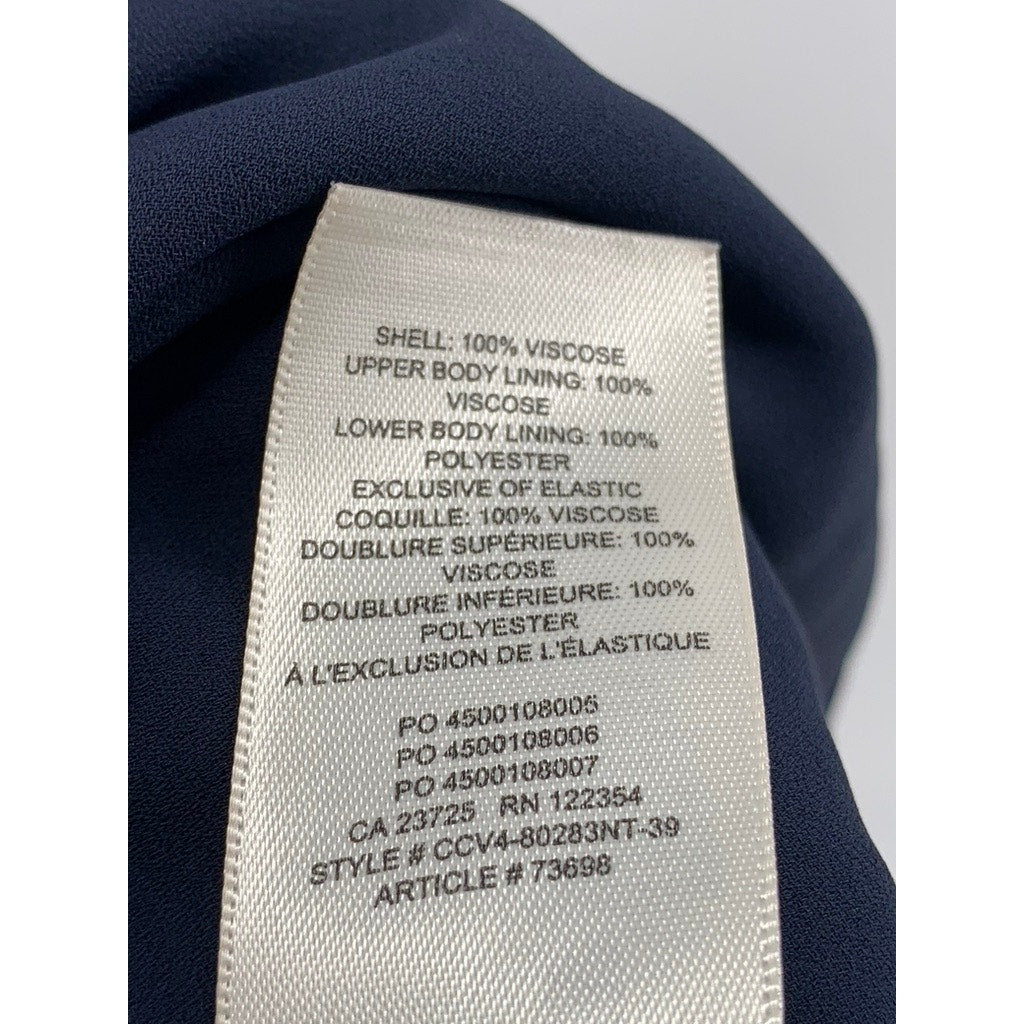 SHELL: 100% VISCOSE
UPPER BODY LINING: 100%
VISCOSE
LOWER BODY LINING: 100%
POLYESTER
EXCLUSIVE OF ELASTIC
COQUILLE: 100% VISCOSE
DOUBLURE SUPÉRIEURE: 100%
VISCOSE
DOUBLURE INFÉRIEURE: 100%
POLYESTER
À L'EXCLUSION DE L'ÉLASTIQUE
PO 4500108005
PO 4500108006
PO 4500108007
CA 23725 RN 122354
STYLE # CCV4-80283NT-39
ARTICLE # 73698